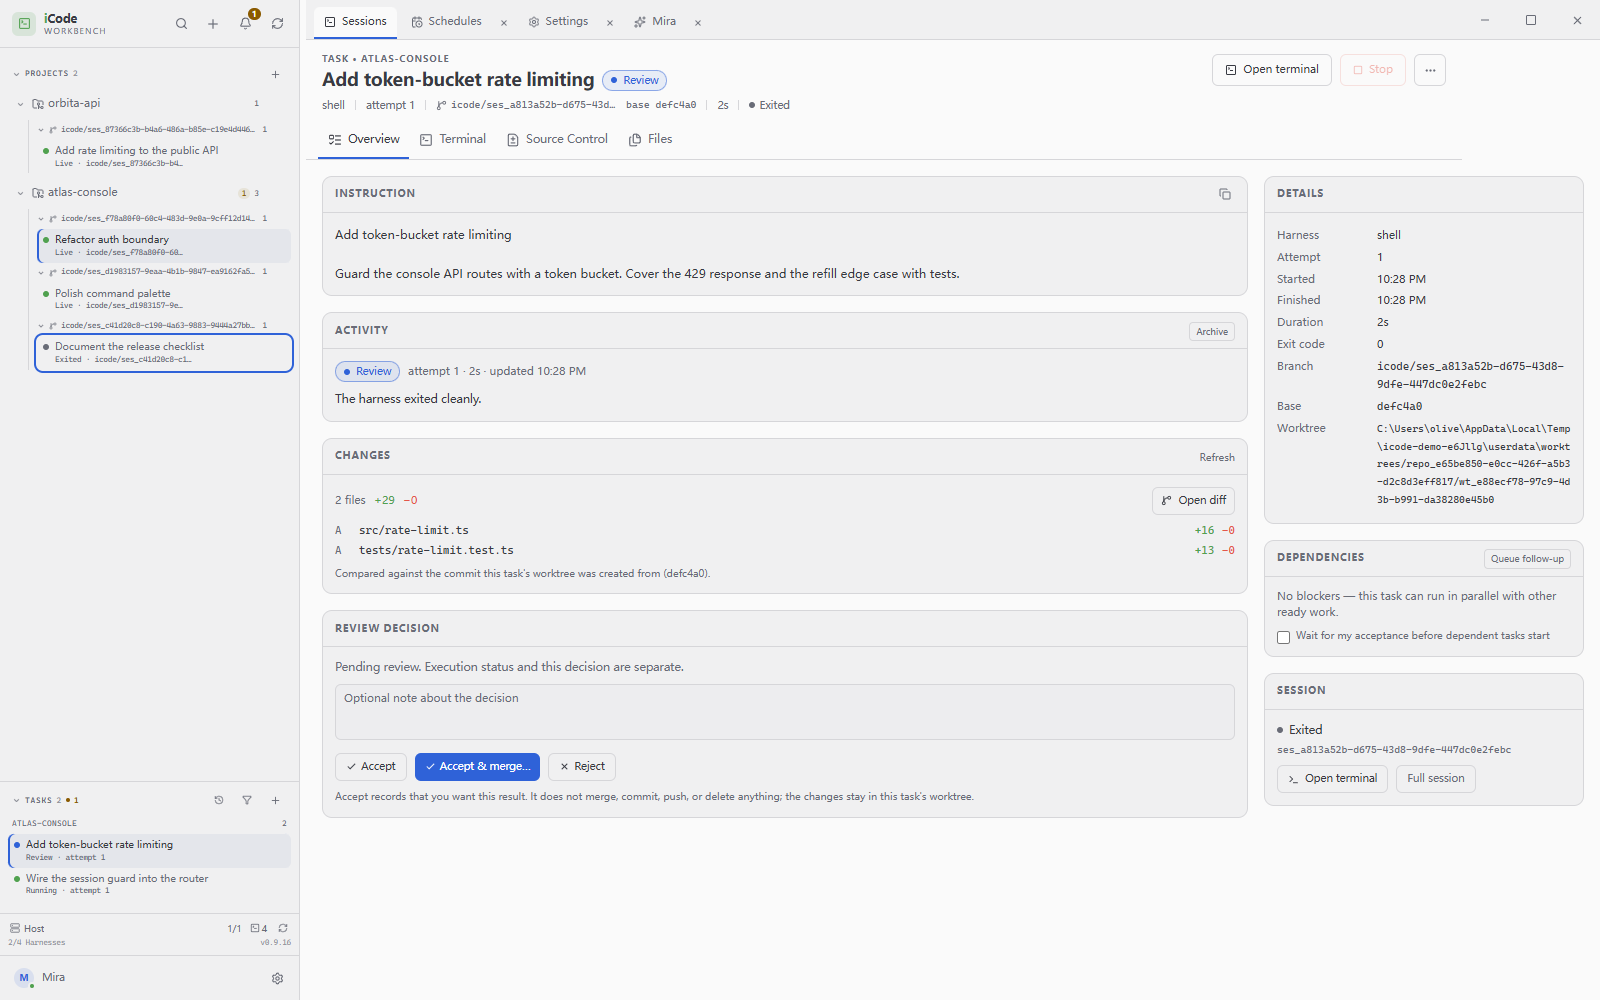 iCode
WORKBENCH
1
PROJECTS 2
orbita-api 1
icode/ses_87366c3b-b4a6-486a-b85e-c19e4d446… 1
Add rate limiting to the public API
Live · icode/ses_87366c3b-b4…
atlas-console 1 3
icode/ses_f78a80f0-60c4-483d-9e0a-9cff12d14… 1
Refactor auth boundary
Live · icode/ses_f78a80f0-60…
icode/ses_d1983157-9eaa-4b1b-9847-ea9162fa5… 1
Polish command palette
Live · icode/ses_d1983157-9e…
icode/ses_c41d20c8-c190-4a63-9883-9444a27bb… 1
Document the release checklist
Exited · icode/ses_c41d20c8-c1…
TASKS 2 1
ATLAS-CONSOLE 2
Add token-bucket rate limiting
Review · attempt 1
Wire the session guard into the router
Running · attempt 1
Host 1/1 4
2/4 Harnesses v0.9.16
M Mira
Sessions Schedules Settings Mira
TASK • ATLAS-CONSOLE
Add token-bucket rate limiting Review
shell attempt 1 icode/ses_a813a52b-d675-43d… base defc4a0 2s Exited
Open terminal Stop
Overview Terminal Source Control Files
INSTRUCTION
Add token-bucket rate limiting
Guard the console API routes with a token bucket. Cover the 429 response and the refill edge case with tests.
ACTIVITY Archive
Review attempt 1 · 2s · updated 10:28 PM
The harness exited cleanly.
CHANGES Refresh
2 files +29 −0 Open diff
A src/rate-limit.ts +16 −0
A tests/rate-limit.test.ts +13 −0
Compared against the commit this task's worktree was created from (defc4a0).
REVIEW DECISION
Pending review. Execution status and this decision are separate.
Optional note about the decision
Accept Accept & merge... Reject
Accept records that you want this result. It does not merge, commit, push, or delete anything; the changes stay in this task's worktree.
DETAILS
Harness shell
Attempt 1
Started 10:28 PM
Finished 10:28 PM
Duration 2s
Exit code 0
Branch icode/ses_a813a52b-d675-43d8-
9dfe-447dc0e2febc
Base defc4a0
Worktree C:\Users\olive\AppData\Local\Temp
\icode-demo-e6Jllg\userdata\workt
rees/repo_e65be850-e0cc-426f-a5b3
-d2c8d3eff817/wt_e88ecf78-97c9-4d
3b-b991-da38280e45b0
DEPENDENCIES Queue follow-up
No blockers — this task can run in parallel with other
ready work.
Wait for my acceptance before dependent tasks start
SESSION
Exited
ses_a813a52b-d675-43d8-9dfe-447dc0e2febc
Open terminal Full session